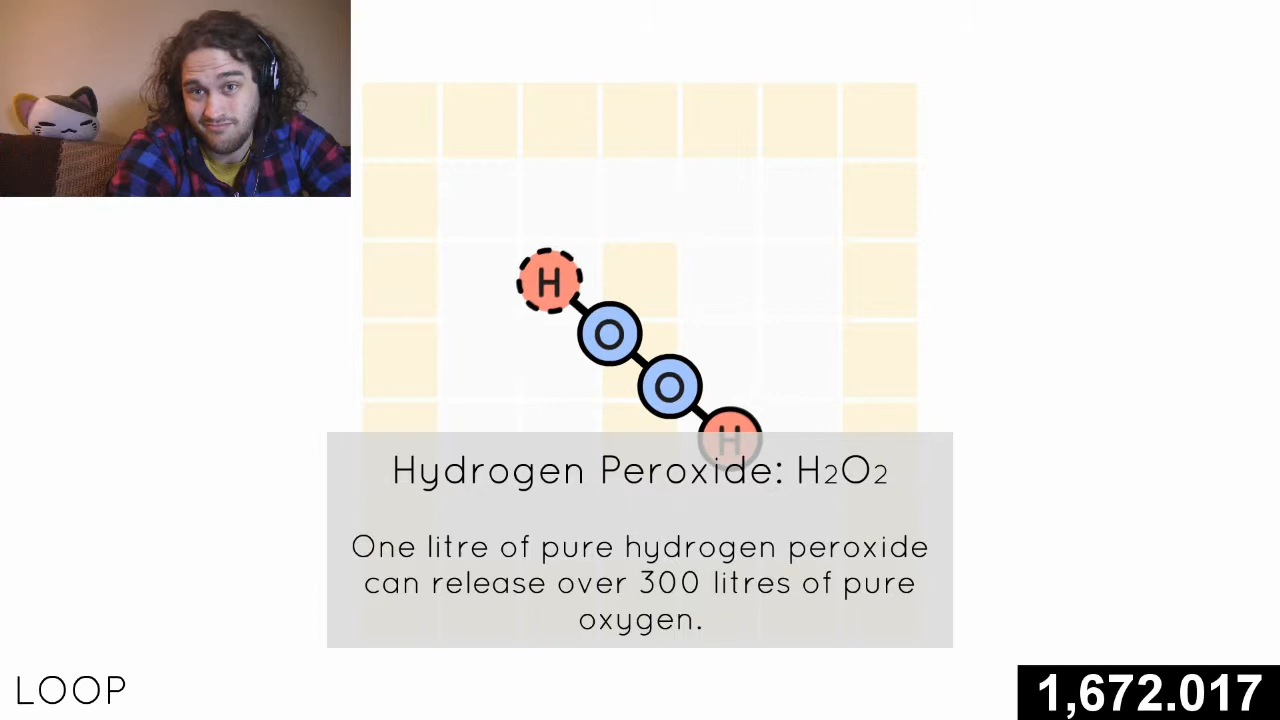 H
O
O
H
Hydrogen Peroxide: H2O2
One litre of pure hydrogen peroxide
can release over 300 litres of pure
oxygen.
LOOP
1,672.017